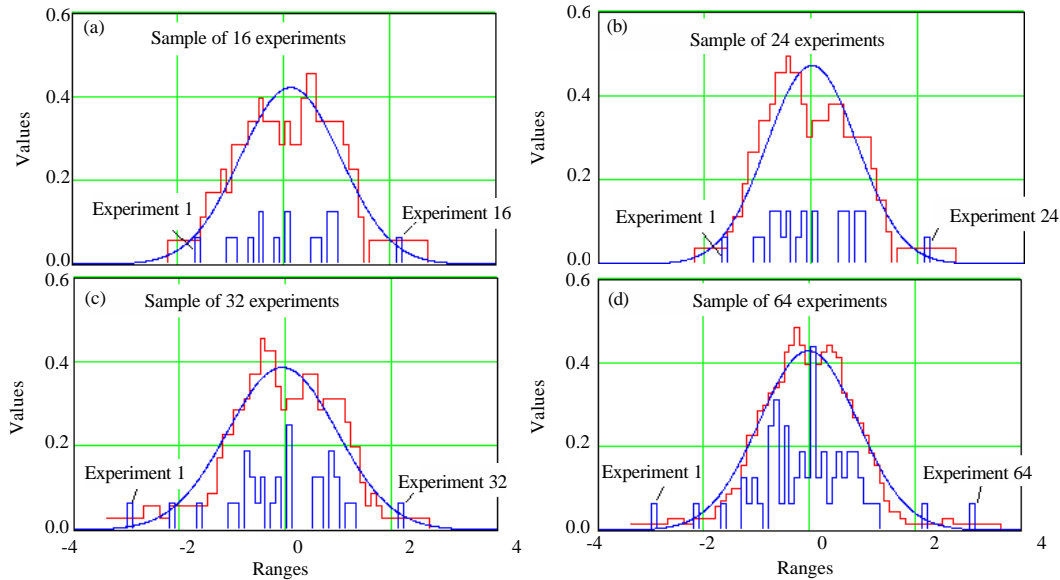 (a)
Sample of 16 experiments
0.6
0.4
0.2
0.0
Values
Experiment 1
Experiment 16
(b)
Sample of 24 experiments
0.6
0.4
0.2
0.0
Values
Experiment 1
Experiment 24
(c)
Sample of 32 experiments
0.6
0.4
0.2
0.0
Values
Experiment 1
Experiment 32
-4 -2 0 2 4
Ranges
(d)
Sample of 64 experiments
0.6
0.4
0.2
0.0
Values
Experiment 1
Experiment 64
-4 -2 0 2 4
Ranges